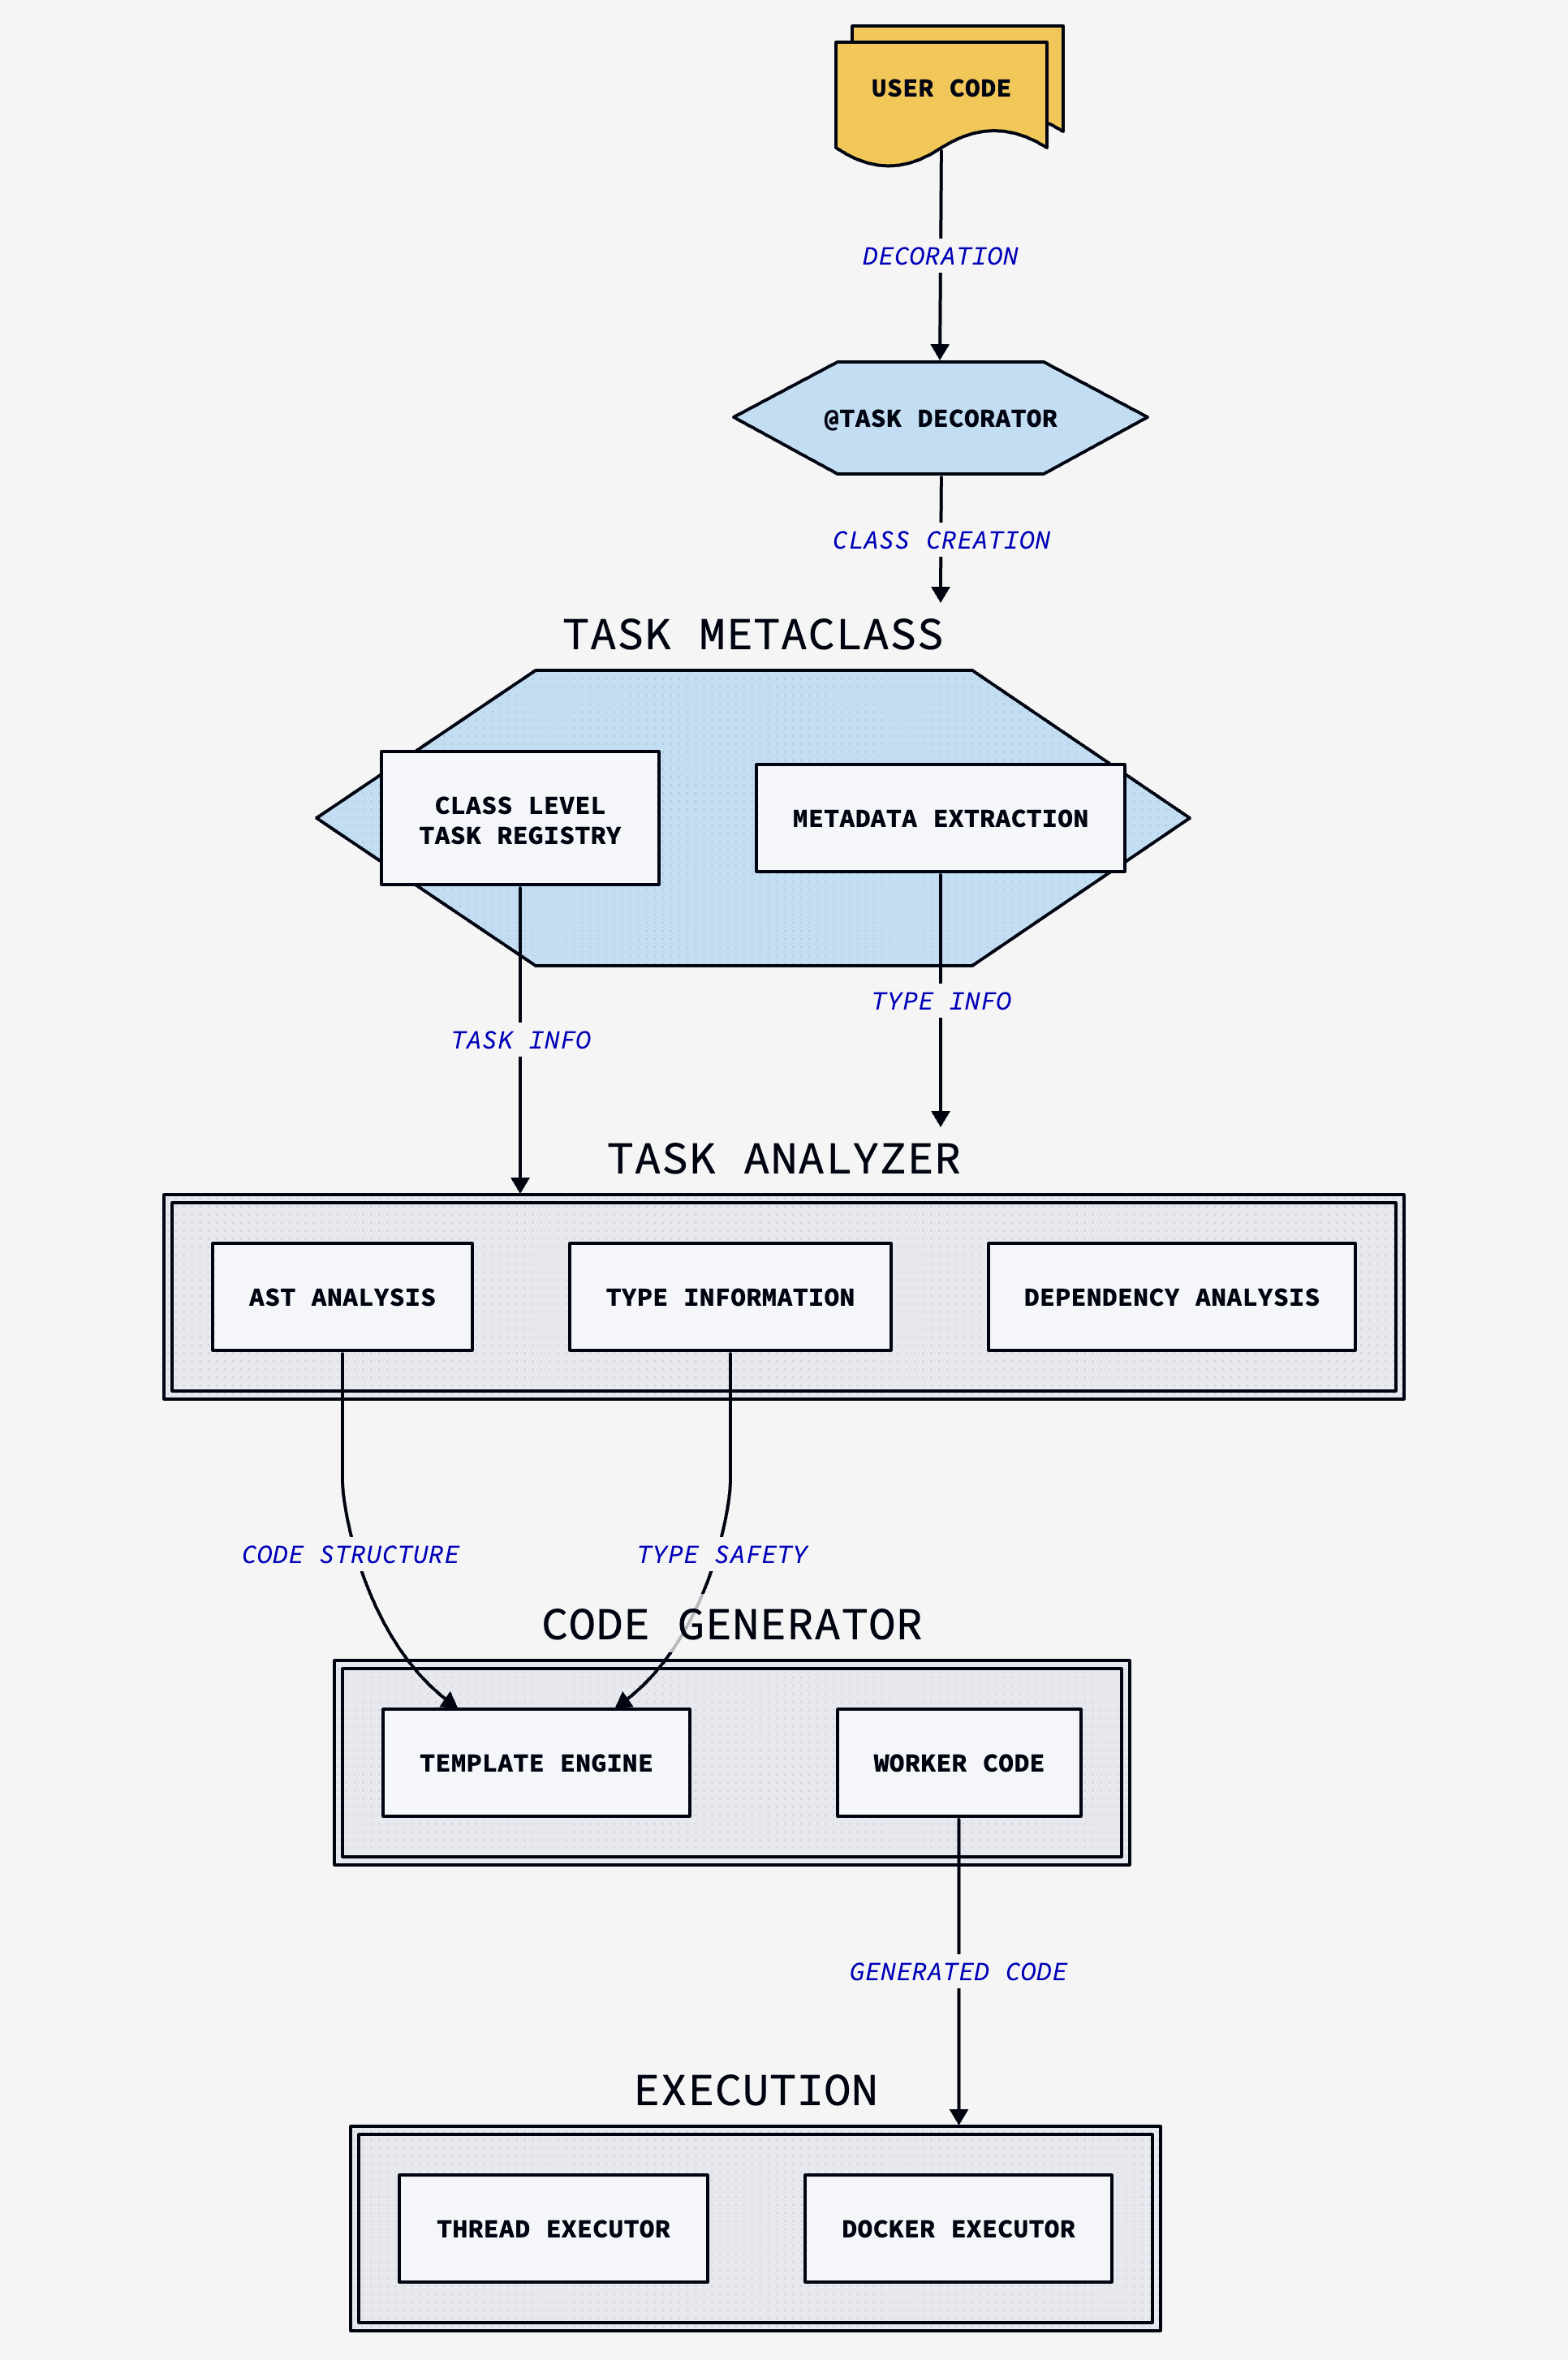 USER CODE
DECORATION
@TASK DECORATOR
CLASS CREATION
TASK METACLASS
CLASS LEVEL
TASK REGISTRY
METADATA EXTRACTION
TYPE INFO
TASK INFO
TASK ANALYZER
AST ANALYSIS
TYPE INFORMATION
DEPENDENCY ANALYSIS
CODE STRUCTURE
TYPE SAFETY
CODE GENERATOR
TEMPLATE ENGINE
WORKER CODE
GENERATED CODE
EXECUTION
THREAD EXECUTOR
DOCKER EXECUTOR